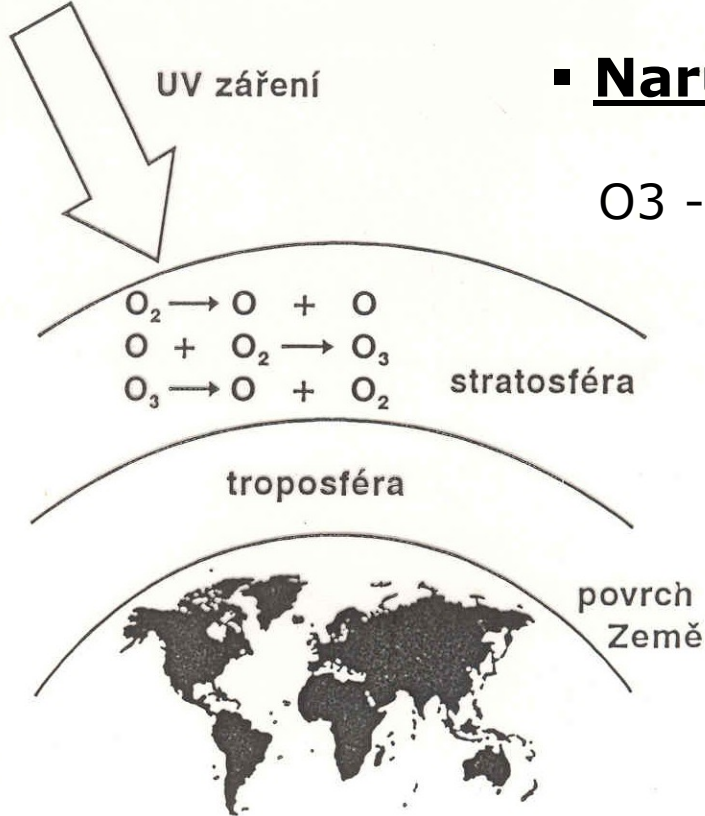 UV záření
▪ Nar
O3 -
O₂ → O + O
O + O₂ → O₃
O₃ → O + O₂
stratosféra
troposféra
povrch
Země